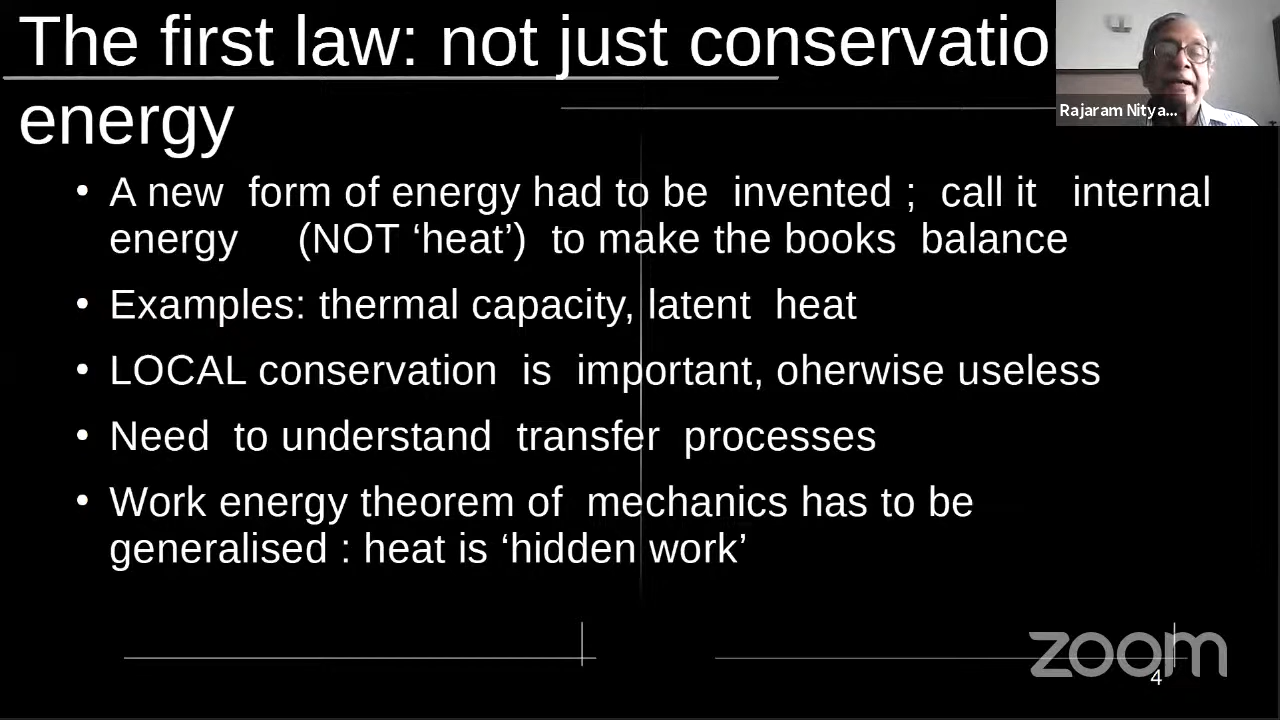 The first law: not just conservatio
energy
Rajaram Nitya...
• A new form of energy had to be invented ; call it internal
energy (NOT ‘heat’) to make the books balance
• Examples: thermal capacity, latent heat
• LOCAL conservation is important, oherwise useless
• Need to understand transfer processes
• Work energy theorem of mechanics has to be
generalised : heat is ‘hidden work’
zoom
4